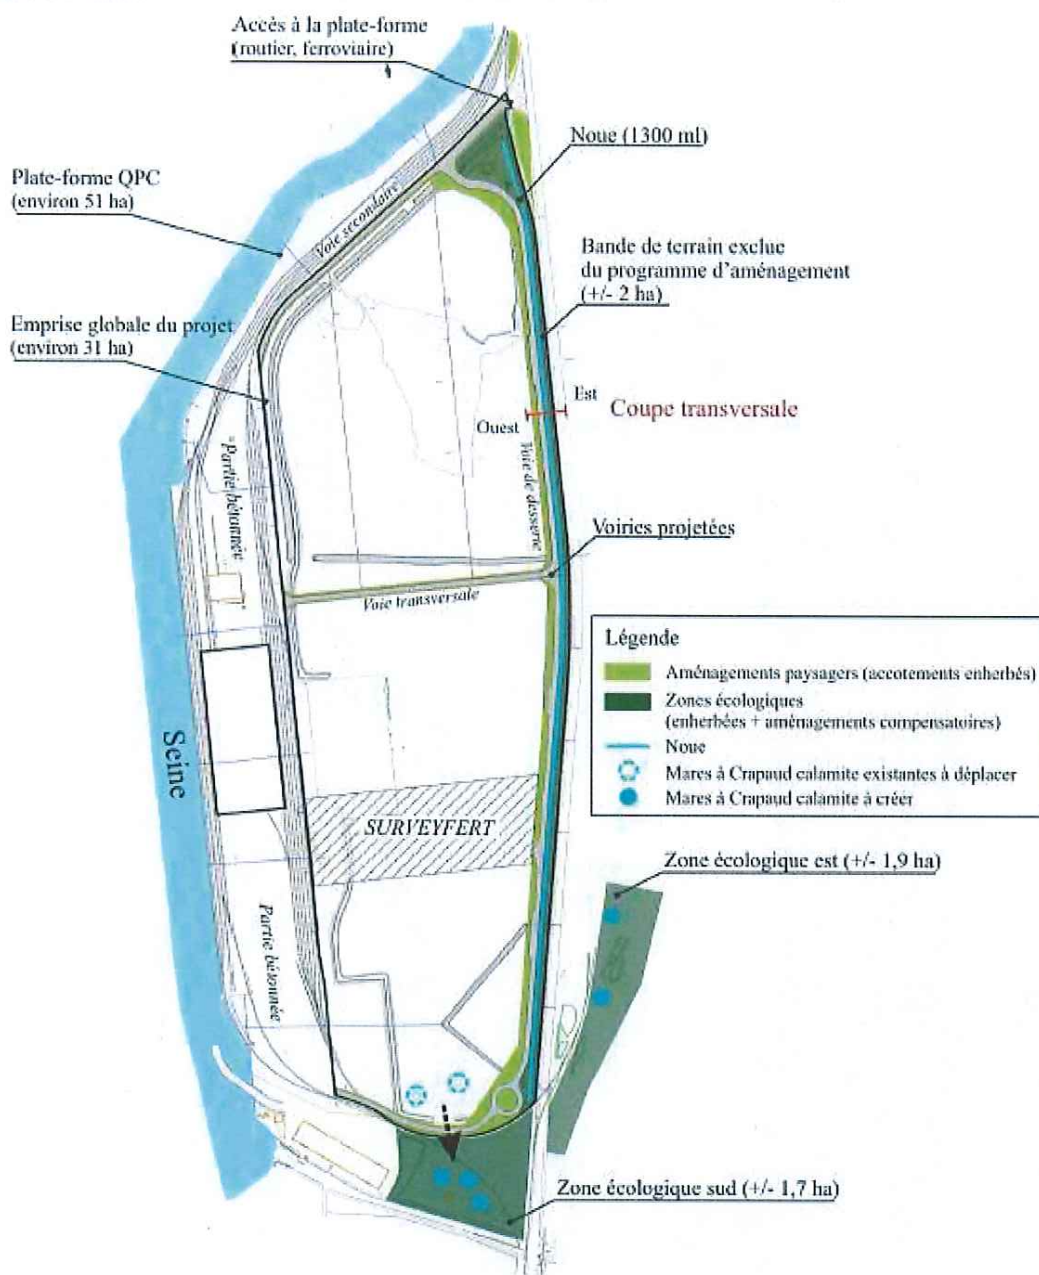 Accès à la plate-forme
(routier, ferroviaire)
Noue (1300 ml)
Plate-forme QPC
(environ 51 ha)
Voie secondaire
Bande de terrain exclue
du programme d'aménagement
(+/- 2 ha)
Emprise globale du projet
(environ 31 ha)
Est
Coupe transversale
Ouest
Partie bétonnée
Voie de desserie
Voiries projetées
Voie transversale
Légende
Aménagements paysagers (accotements enherbés)
Zones écologiques
(enherbées + aménagements compensatoires)
Noue
Mares à Crapaud calamite existantes à déplacer
Mares à Crapaud calamite à créer
Seine
SURVEYFERT
Zone écologique est (+/- 1,9 ha)
Partie bétonnée
Zone écologique sud (+/- 1,7 ha)